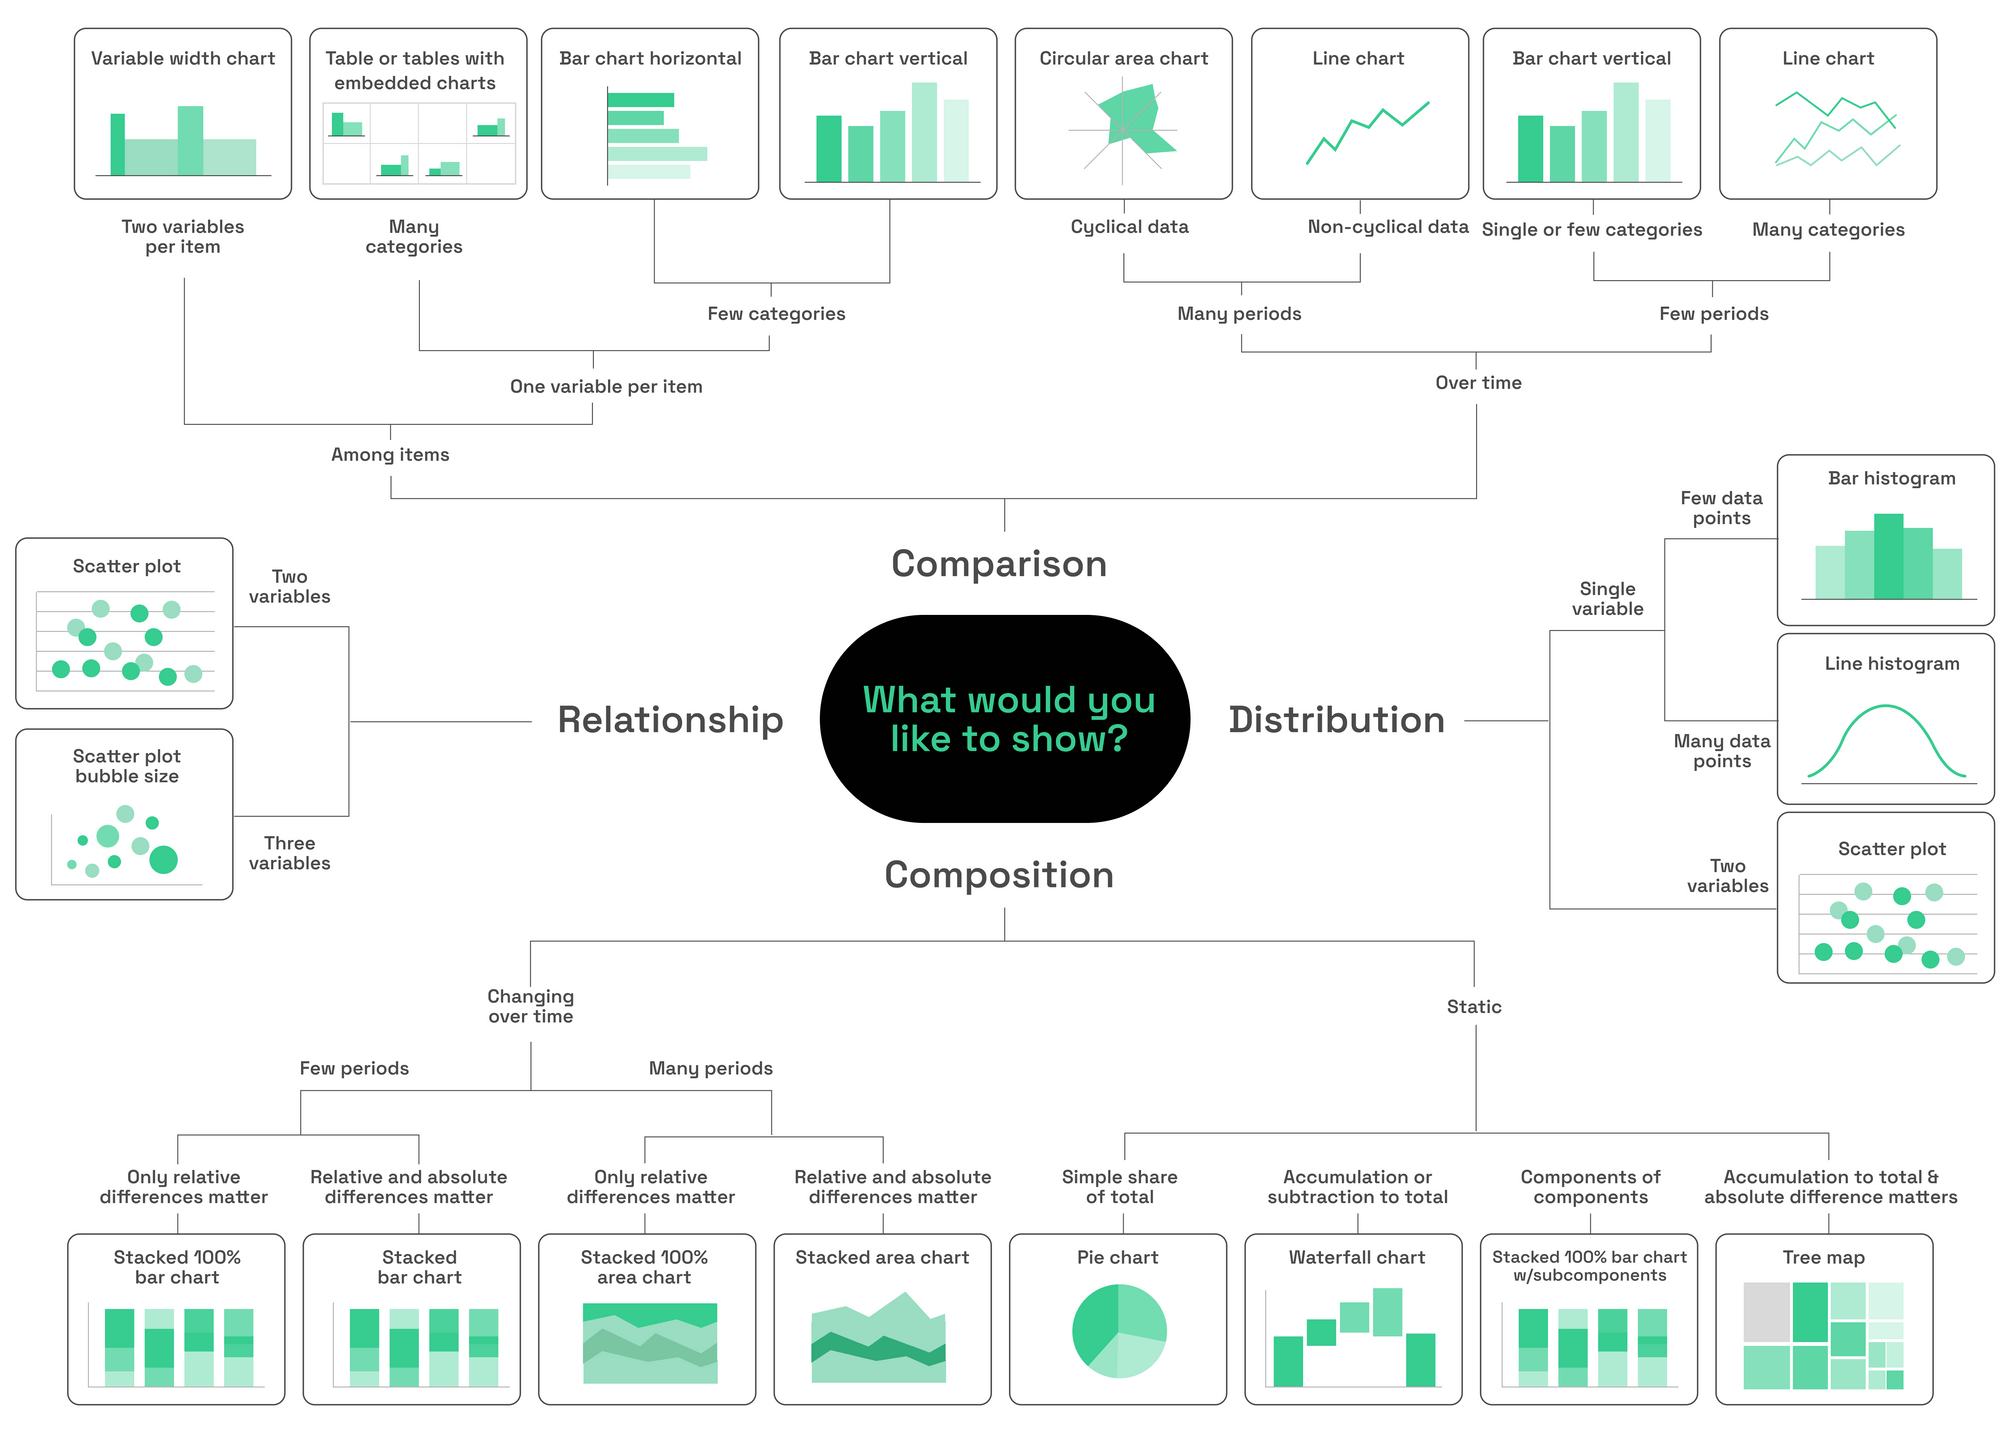 Variable width chart
Table or tables with
embedded charts
Bar chart horizontal
Bar chart vertical
Circular area chart
Line chart
Bar chart vertical
Line chart
Two variables
per item
Many
categories
Cyclical data
Non-cyclical data
Single or few categories
Many categories
Few categories
Many periods
Few periods
One variable per item
Over time
Among items
Comparison
Scatter plot
Two
variables
Scatter plot
bubble size
Three
variables
Relationship
What would you
like to show?
Distribution
Single
variable
Few data
points
Bar histogram
Many data
points
Line histogram
Two
variables
Scatter plot
Composition
Changing
over time
Static
Few periods
Many periods
Only relative
differences matter
Relative and absolute
differences matter
Only relative
differences matter
Relative and absolute
differences matter
Simple share
of total
Accumulation or
subtraction to total
Components of
components
Accumulation to total &
absolute difference matters
Stacked 100%
bar chart
Stacked
bar chart
Stacked 100%
area chart
Stacked area chart
Pie chart
Waterfall chart
Stacked 100% bar chart
w/subcomponents
Tree map